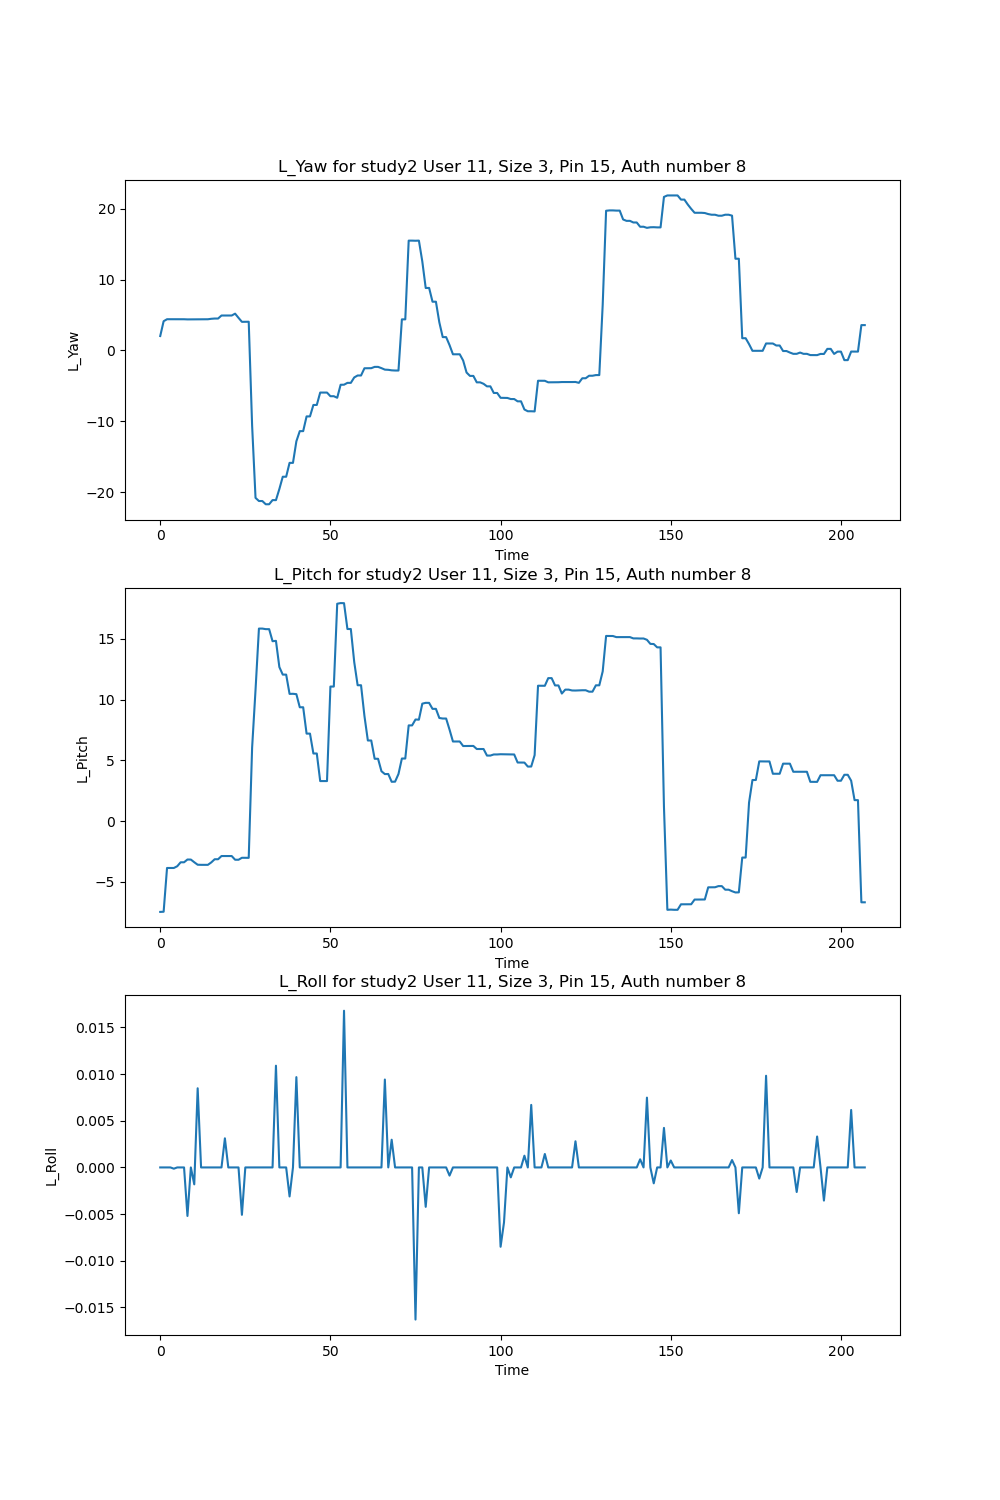 L_Yaw for study2 User 11, Size 3, Pin 15, Auth number 8
20
10
0
−10
−20
L_Yaw
0 50 100 150 200
Time
L_Pitch for study2 User 11, Size 3, Pin 15, Auth number 8
15
10
5
0
−5
L_Pitch
0 50 100 150 200
Time
L_Roll for study2 User 11, Size 3, Pin 15, Auth number 8
0.015
0.010
0.005
0.000
−0.005
−0.010
−0.015
L_Roll
0 50 100 150 200
Time